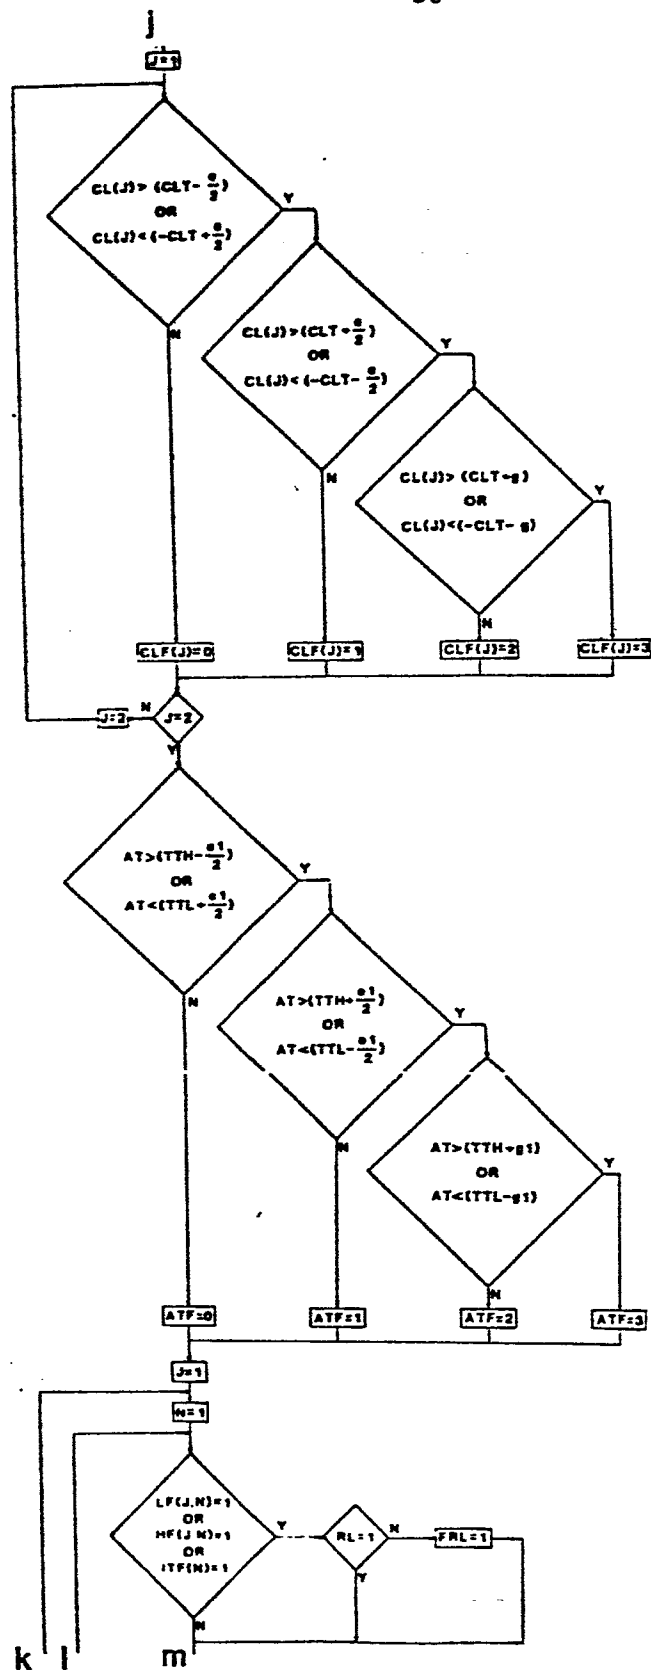 j
J=1
CL(J)>(CLT-e/2)
OR
CL(J)<(-CLT+e/2)
Y
N
CL(J)>(CLT+e/2)
OR
CL(J)<(-CLT-e/2)
Y
N
CL(J)>(CLT+g)
OR
CL(J)<(-CLT-g)
Y
N
CLF(J)=0
CLF(J)=1
CLF(J)=2
CLF(J)=3
J=2
N
J=2
Y
AT>(TTH-e1/2)
OR
AT<(TTL+e1/2)
Y
N
AT>(TTH+e1/2)
OR
AT<(TTL-e1/2)
Y
N
AT>(TTH+g1)
OR
AT<(TTL-g1)
Y
N
ATF=0
ATF=1
ATF=2
ATF=3
J=1
N=1
LF(J,N)=1
OR
HF(J,N)=1
OR
ITF(N)=1
Y
N
RL=1
N
Y
FRL=1
k
l
m